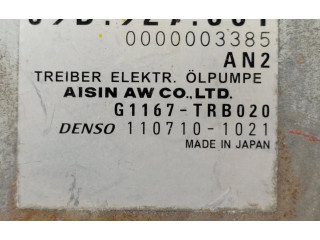 0000003385
AN2
TREIBER ELEKTR. ÖLPUMPE
AISIN AW CO., LTD.
G1167-TRB020
DENSO 110710-1021
MADE IN JAPAN